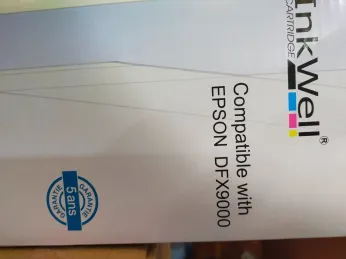 InkWell®
CARTRIDGE
Compatible with
EPSON DFX9000
GARANTIE
5 ans
GARANTIE